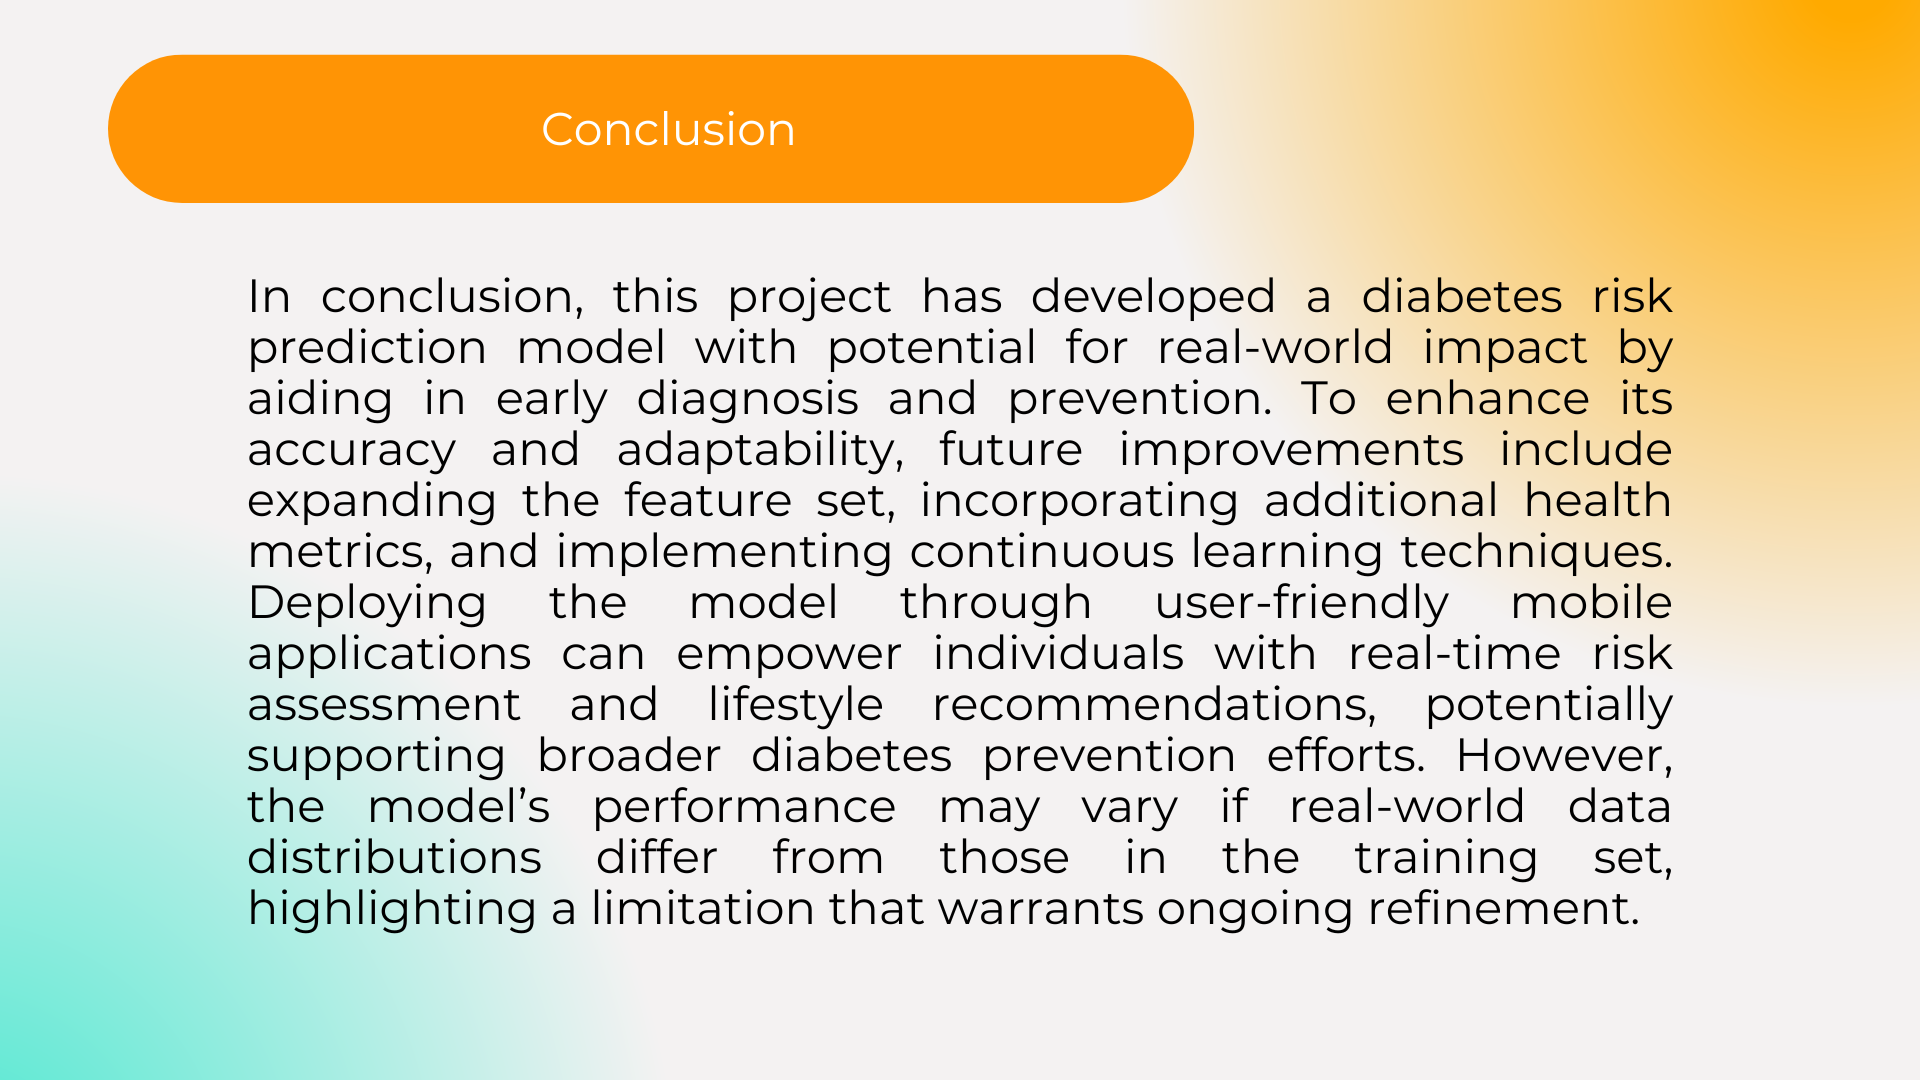 Conclusion
In conclusion, this project has developed a diabetes risk
prediction model with potential for real-world impact by
aiding in early diagnosis and prevention. To enhance its
accuracy and adaptability, future improvements include
expanding the feature set, incorporating additional health
metrics, and implementing continuous learning techniques.
Deploying the model through user-friendly mobile
applications can empower individuals with real-time risk
assessment and lifestyle recommendations, potentially
supporting broader diabetes prevention efforts. However,
the model’s performance may vary if real-world data
distributions differ from those in the training set,
highlighting a limitation that warrants ongoing refinement.